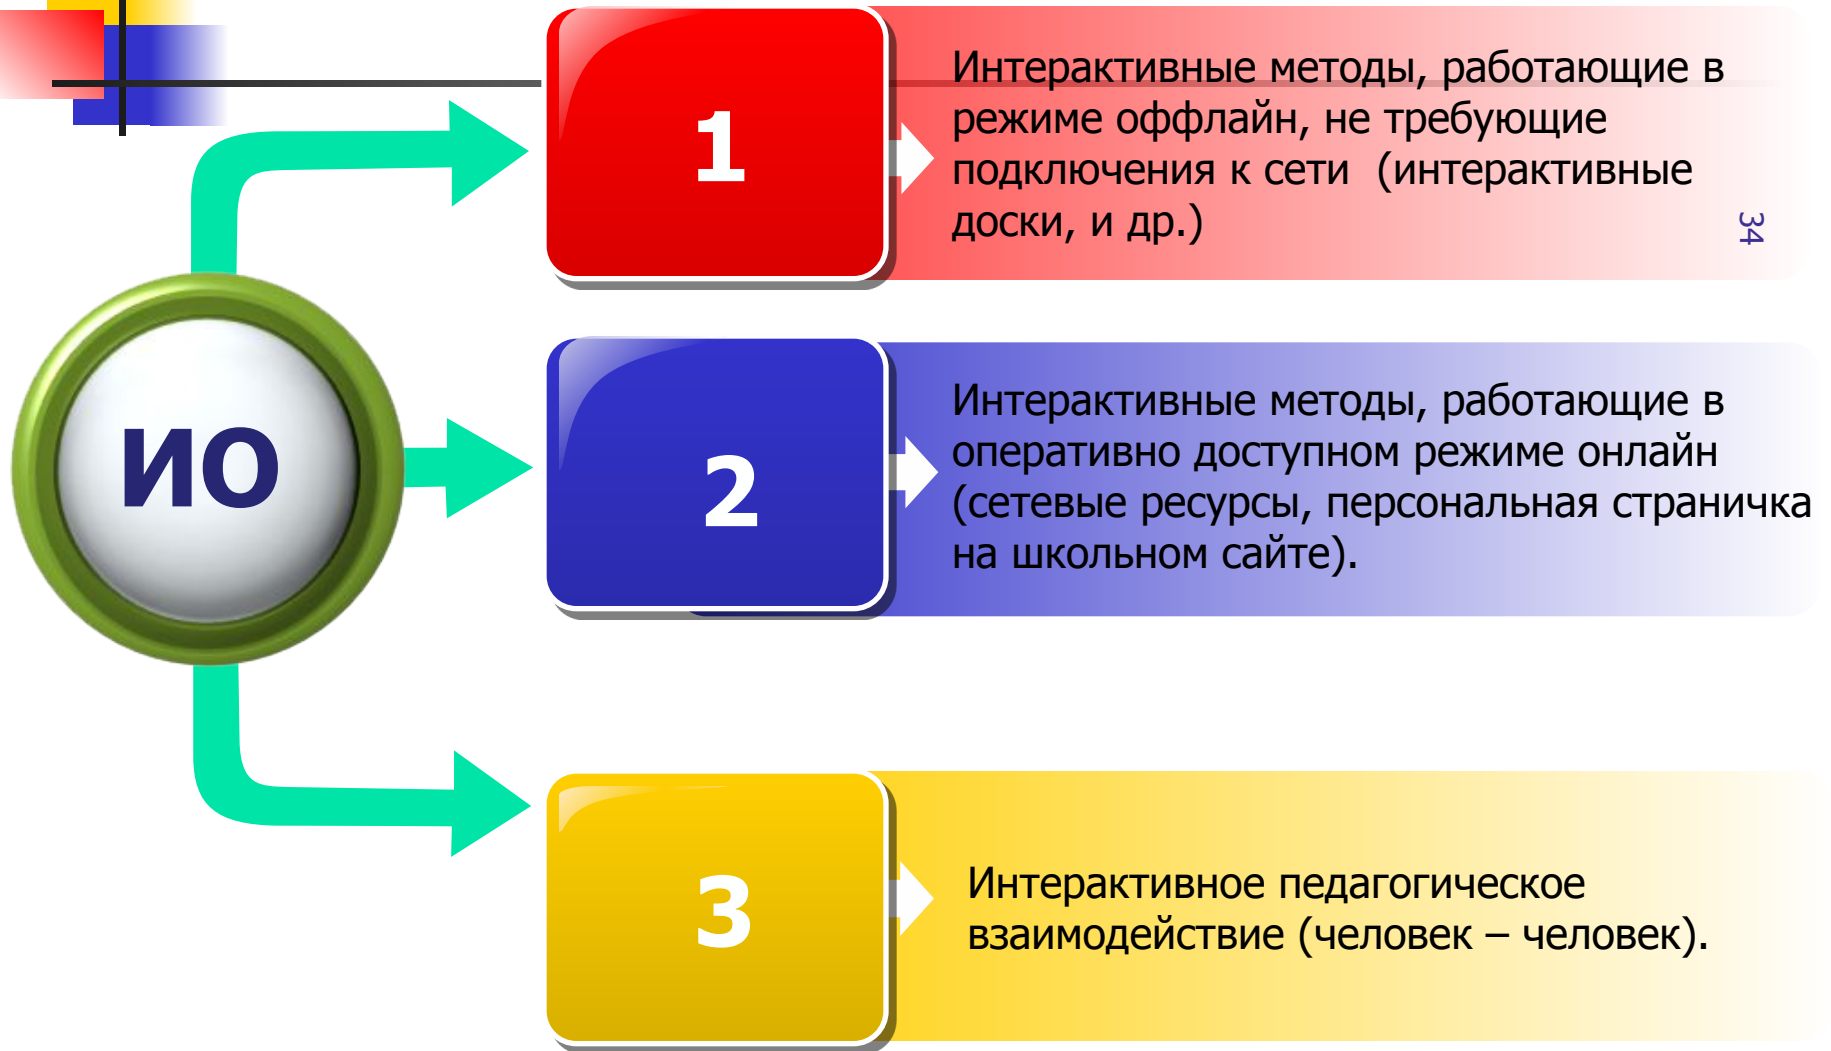 1
Интерактивные методы, работающие в
режиме оффлайн, не требующие
подключения к сети (интерактивные
доски, и др.)
34
ИО
2
Интерактивные методы, работающие в
оперативно доступном режиме онлайн
(сетевые ресурсы, персональная страничка
на школьном сайте).
3
Интерактивное педагогическое
взаимодействие (человек – человек).